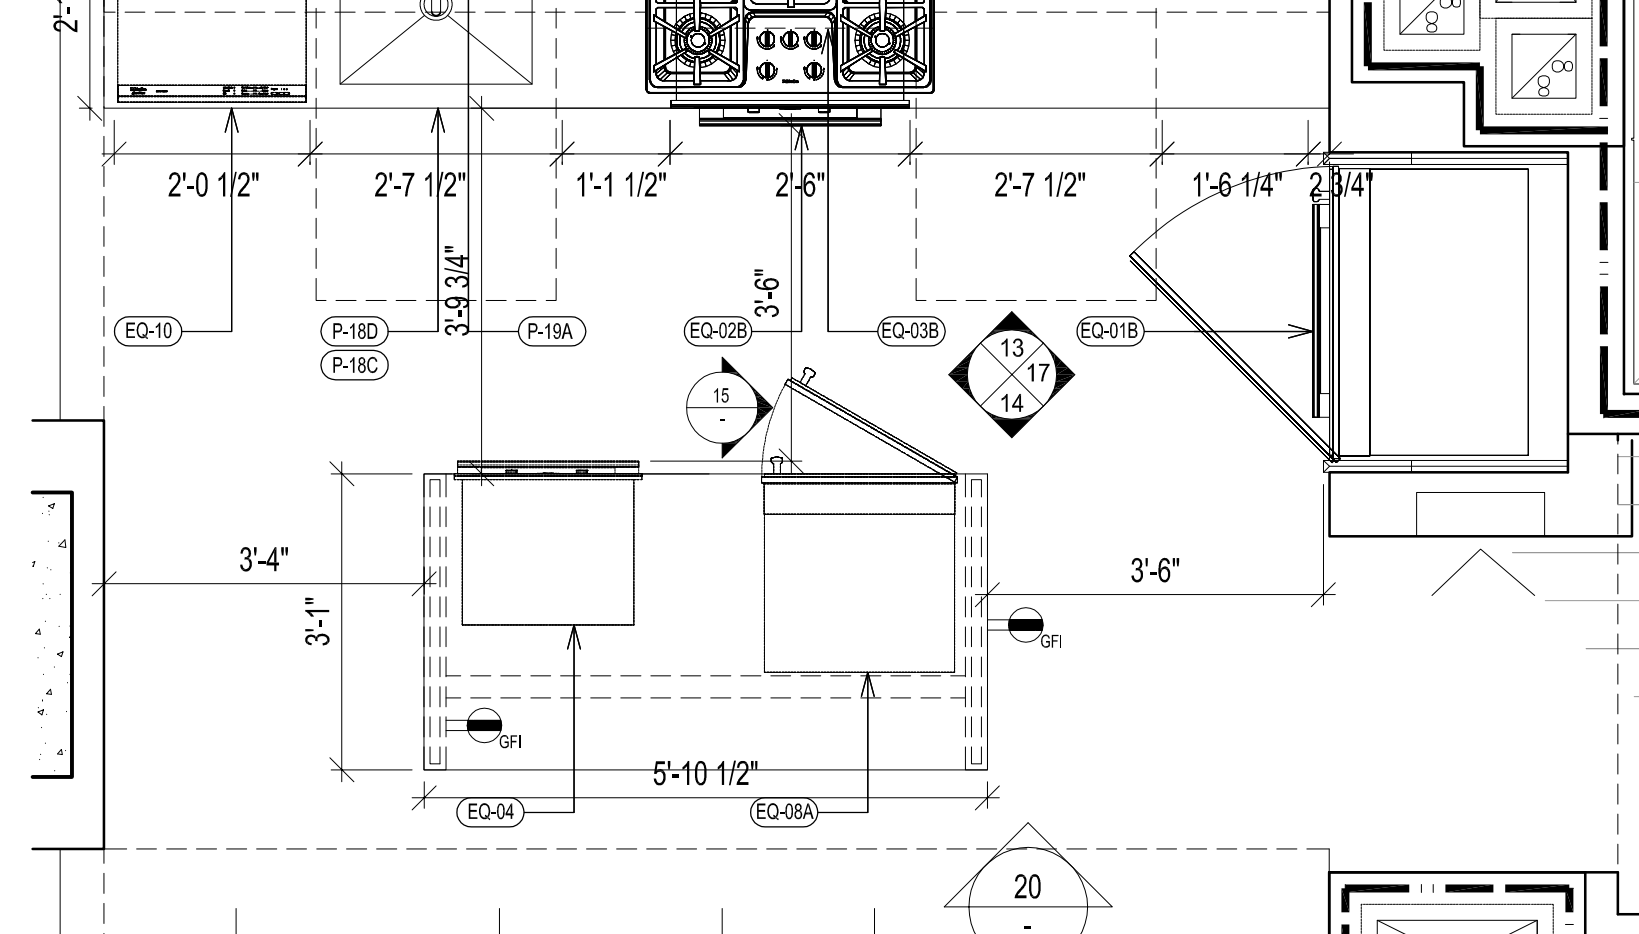 2'-0 1/2"
2'-7 1/2"
1'-1 1/2"
2'-6"
2'-7 1/2"
1'-6 1/4"
2 3/4"
3'-9 3/4"
3'-6"
EQ-10
P-18D
P-18C
P-19A
EQ-02B
EQ-03B
EQ-01B
13
17
14
15
-
3'-4"
3'-1"
3'-6"
GFI
GFI
5'-10 1/2"
EQ-04
EQ-08A
20
-